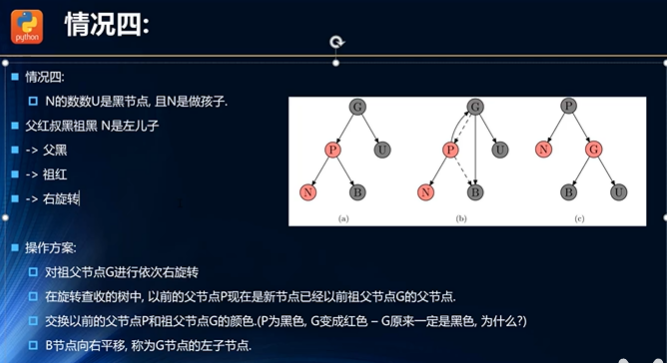 python
情况四:
情况四:
N的数数U是黑节点, 且N是做孩子.
父红叔黑祖黑 N是左儿子
-> 父黑
-> 祖红
-> 右旋转
G
P
U
N
B
(a)
G
P
U
N
B
(b)
P
N
G
B
U
(c)
操作方案:
对祖父节点G进行依次右旋转
在旋转查收的树中, 以前的父节点P现在是新节点已经以前祖父节点G的父节点.
交换以前的父节点P和祖父节点G的颜色.(P为黑色, G变成红色 – G原来一定是黑色, 为什么?)
B节点向右平移, 称为G节点的左子节点.